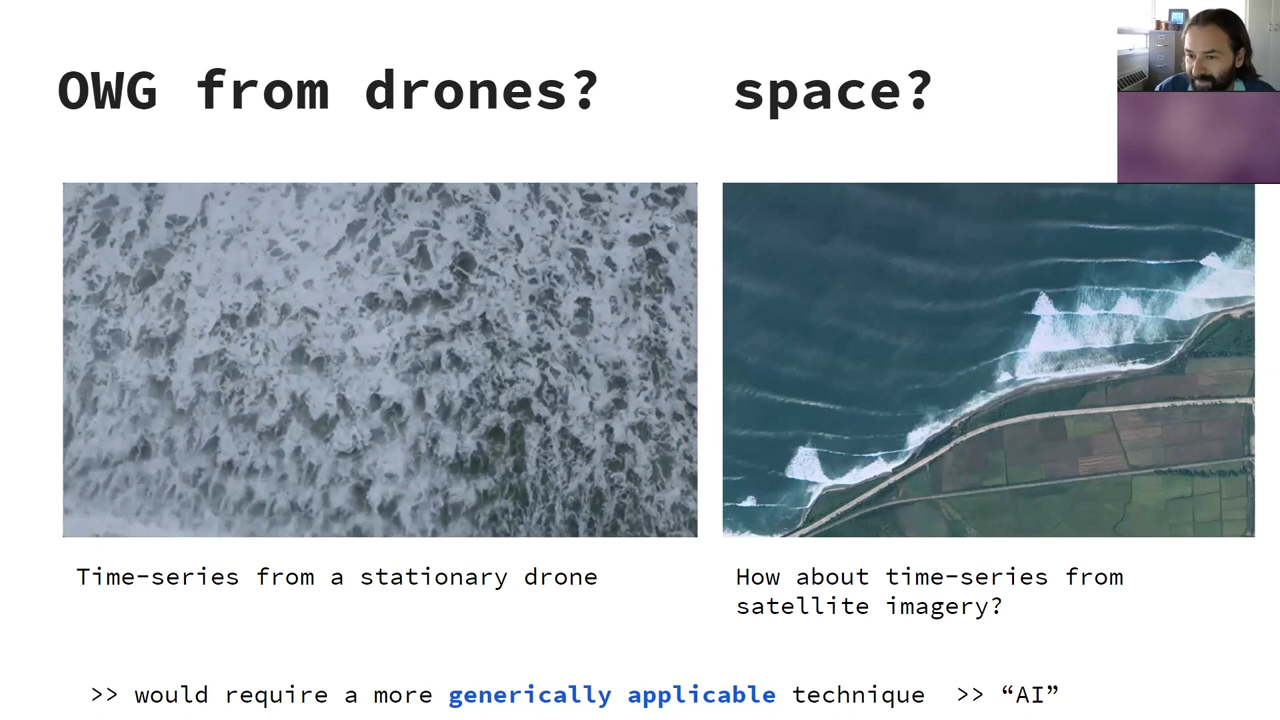 OWG from drones?
space?
Time-series from a stationary drone
How about time-series from
satellite imagery?
>> would require a more generically applicable technique >> “AI”